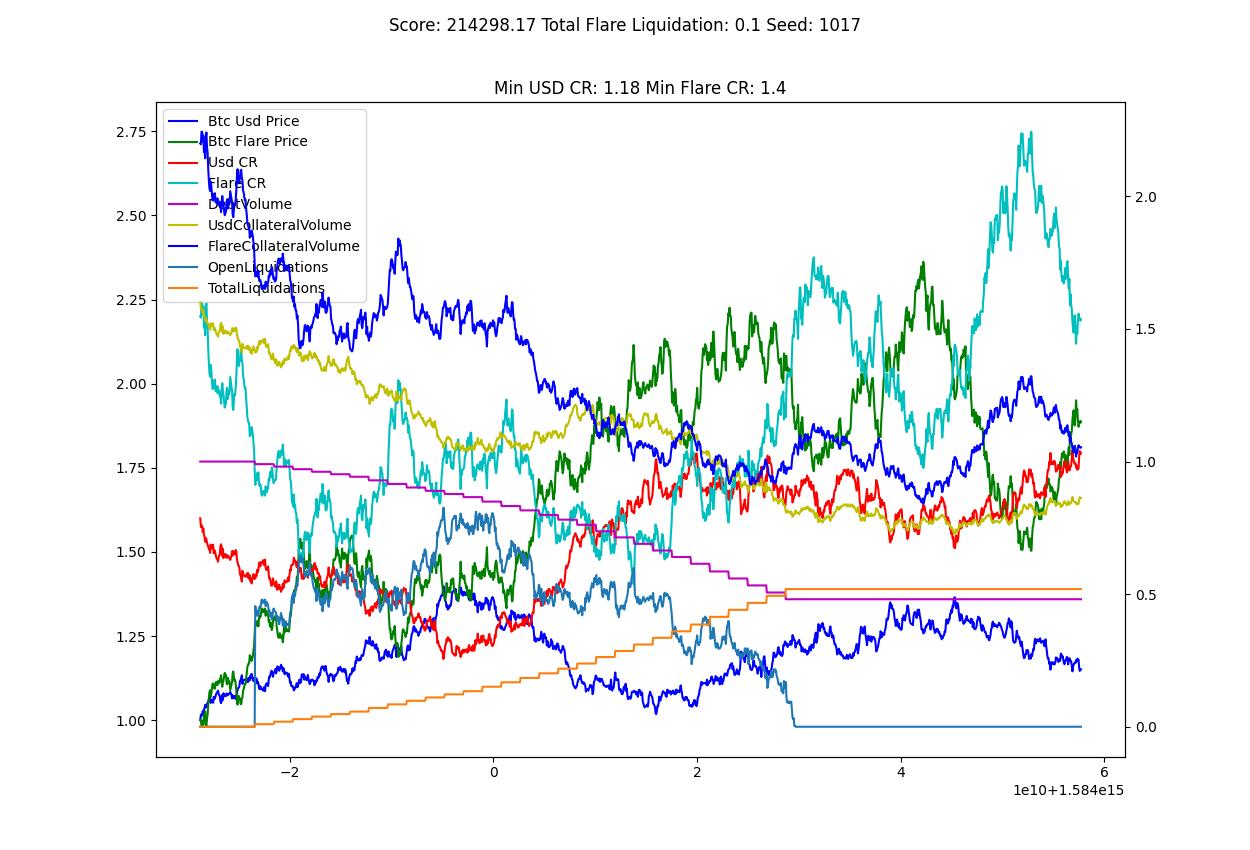 Score: 214298.17 Total Flare Liquidation: 0.1 Seed: 1017
Min USD CR: 1.18 Min Flare CR: 1.4
Btc Usd Price
Btc Flare Price
Usd CR
Flare CR
DebtVolume
UsdCollateralVolume
FlareCollateralVolume
OpenLiquidations
TotalLiquidations
2.75
2.50
2.25
2.00
1.75
1.50
1.25
1.00
2.0
1.5
1.0
0.5
0.0
−2
0
2
4
6
1e10+1.584e15